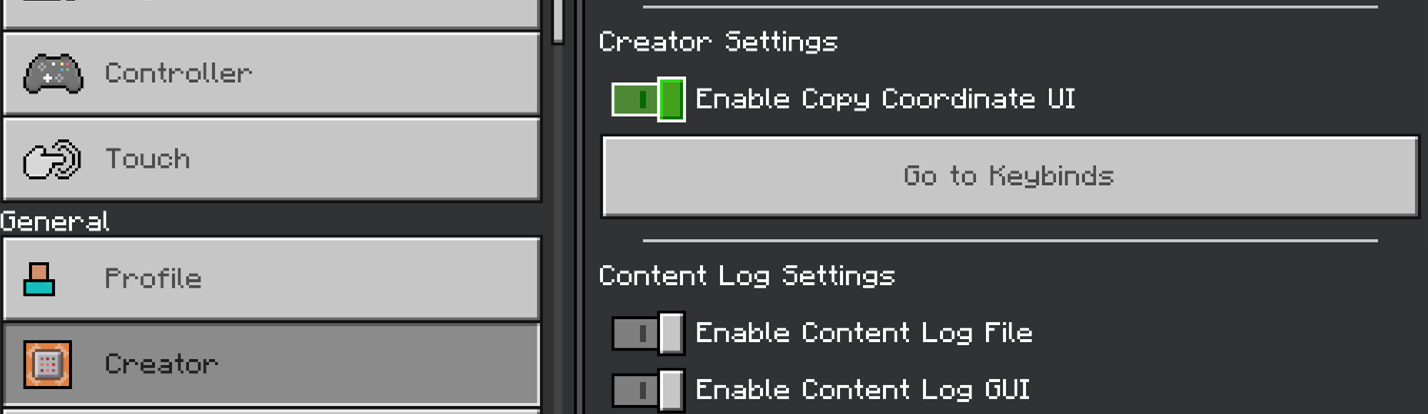 Controller
Touch
General
Profile
Creator
Creator Settings
Enable Copy Coordinate UI
Go to Keybinds
Content Log Settings
Enable Content Log File
Enable Content Log GUI